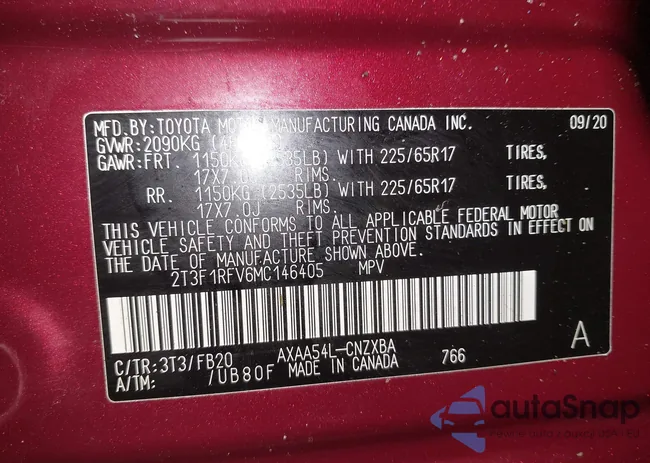 MFD.BY:TOYOTA MOTOR MANUFACTURING CANADA INC. 09/20
GVWR:2090KG
GAWR:FRT. 1150KG WITH 225/65R17 TIRES,
17X7.0J RIMS.
RR. 1150KG (2535LB) WITH 225/65R17 TIRES,
17X7.0J RIMS.
THIS VEHICLE CONFORMS TO ALL APPLICABLE FEDERAL MOTOR
VEHICLE SAFETY AND THEFT PREVENTION STANDARDS IN EFFECT ON
THE DATE OF MANUFACTURE SHOWN ABOVE.
2T3F1RFV6MC146405 MPV
A
C/TR:3T3/FB20 AXAA54L-CNZXBA
A/TM: /UB80F MADE IN CANADA 766
autoSnap